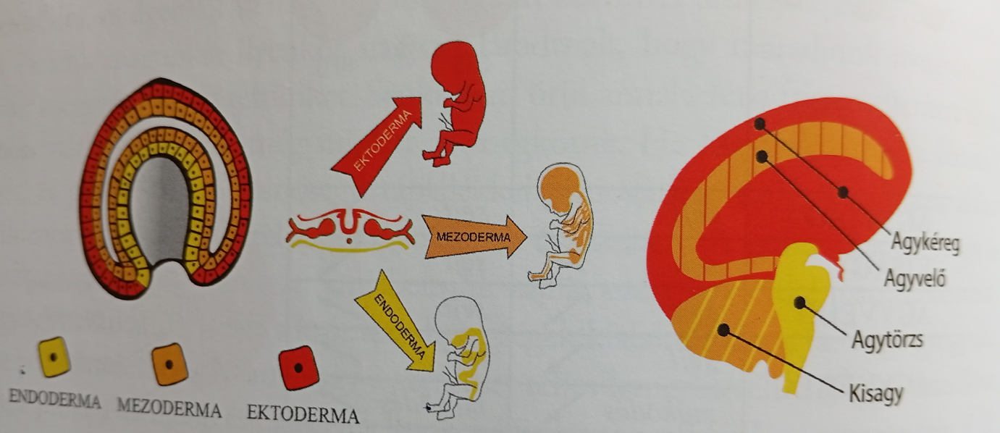 EKTODERMA
MEZODERMA
ENDODERMA
ENDODERMA
MEZODERMA
EKTODERMA
Agykéreg
Agyvelő
Agytörzs
Kisagy